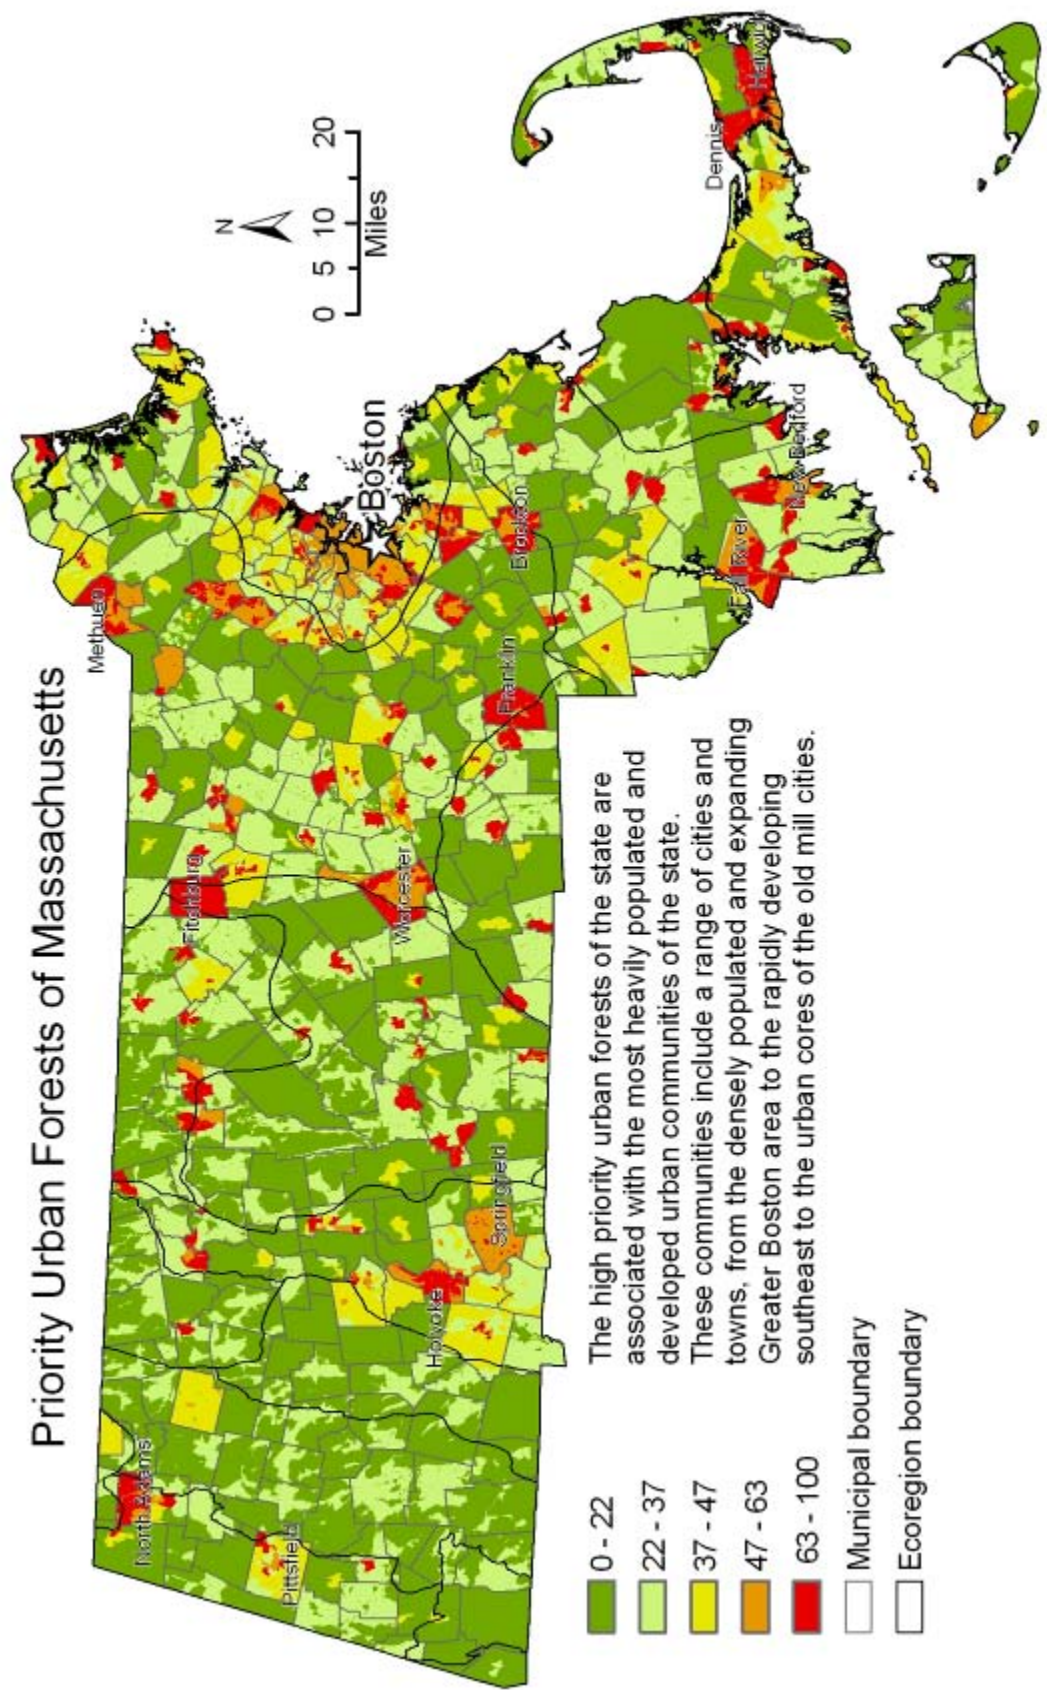 Priority Urban Forests of Massachusetts
North Adams
Pittsfield
Holyoke
Springfield
Fitchburg
Worcester
Methuen
Franklin
Boston
Brockton
Fall River
New Bedford
Dennis
Harwich
N
0 5 10 20
Miles
0 - 22
22 - 37
37 - 47
47 - 63
63 - 100
Municipal boundary
Ecoregion boundary
The high priority urban forests of the state are
associated with the most heavily populated and
developed urban communities of the state.
These communities include a range of cities and
towns, from the densely populated and expanding
Greater Boston area to the rapidly developing
southeast to the urban cores of the old mill cities.